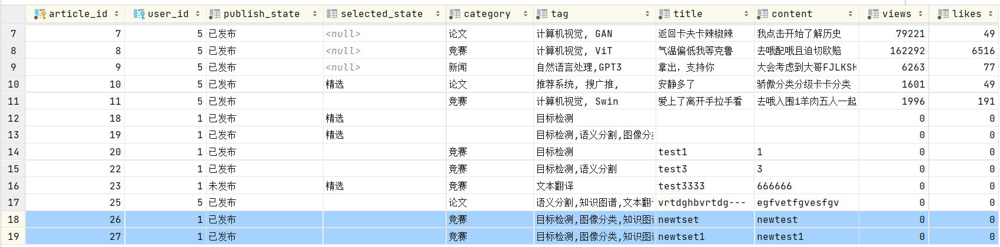 article_id user_id publish_state selected_state category tag title content views likes
7 7 5 已发布 <null> 论文 计算机视觉, GAN 返回卡夫卡辣椒辣 我点击开始了解历史 79221 49
8 8 5 已发布 <null> 竞赛 计算机视觉, ViT 气温偏低我等克鲁 去哦配哦且迫切欧赔 162292 6516
9 9 5 已发布 <null> 新闻 自然语言处理,GPT3 拿出，支持你 大会考虑到大哥FJLKSH 6263 77
10 10 5 已发布 精选 论文 推荐系统, 搜广推, 安静多了 骄傲分类分级卡卡分类 1601 49
11 11 5 已发布 竞赛 计算机视觉, Swin 爱上了离开手拉手看 去哦入围i羊肉五人一起 1996 191
12 18 1 已发布 精选 目标检测 0 0
13 19 1 已发布 精选 目标检测,语义分割,图像分类 0 0
14 20 1 已发布 竞赛 目标检测 test1 1 0 0
15 22 1 已发布 竞赛 目标检测,语义分割 test3 3 0 0
16 23 1 未发布 精选 竞赛 文本翻译 test3333 666666 0 0
17 25 5 已发布 论文 语义分割,知识图谱,文本翻 vrtdghbvrtdg--- egfvetfgvesfgv 0 0
18 26 1 已发布 竞赛 目标检测,图像分类,知识图 newtset newtest 0 0
19 27 1 已发布 竞赛 目标检测,图像分类,知识图 newtset1 newtest1 0 0